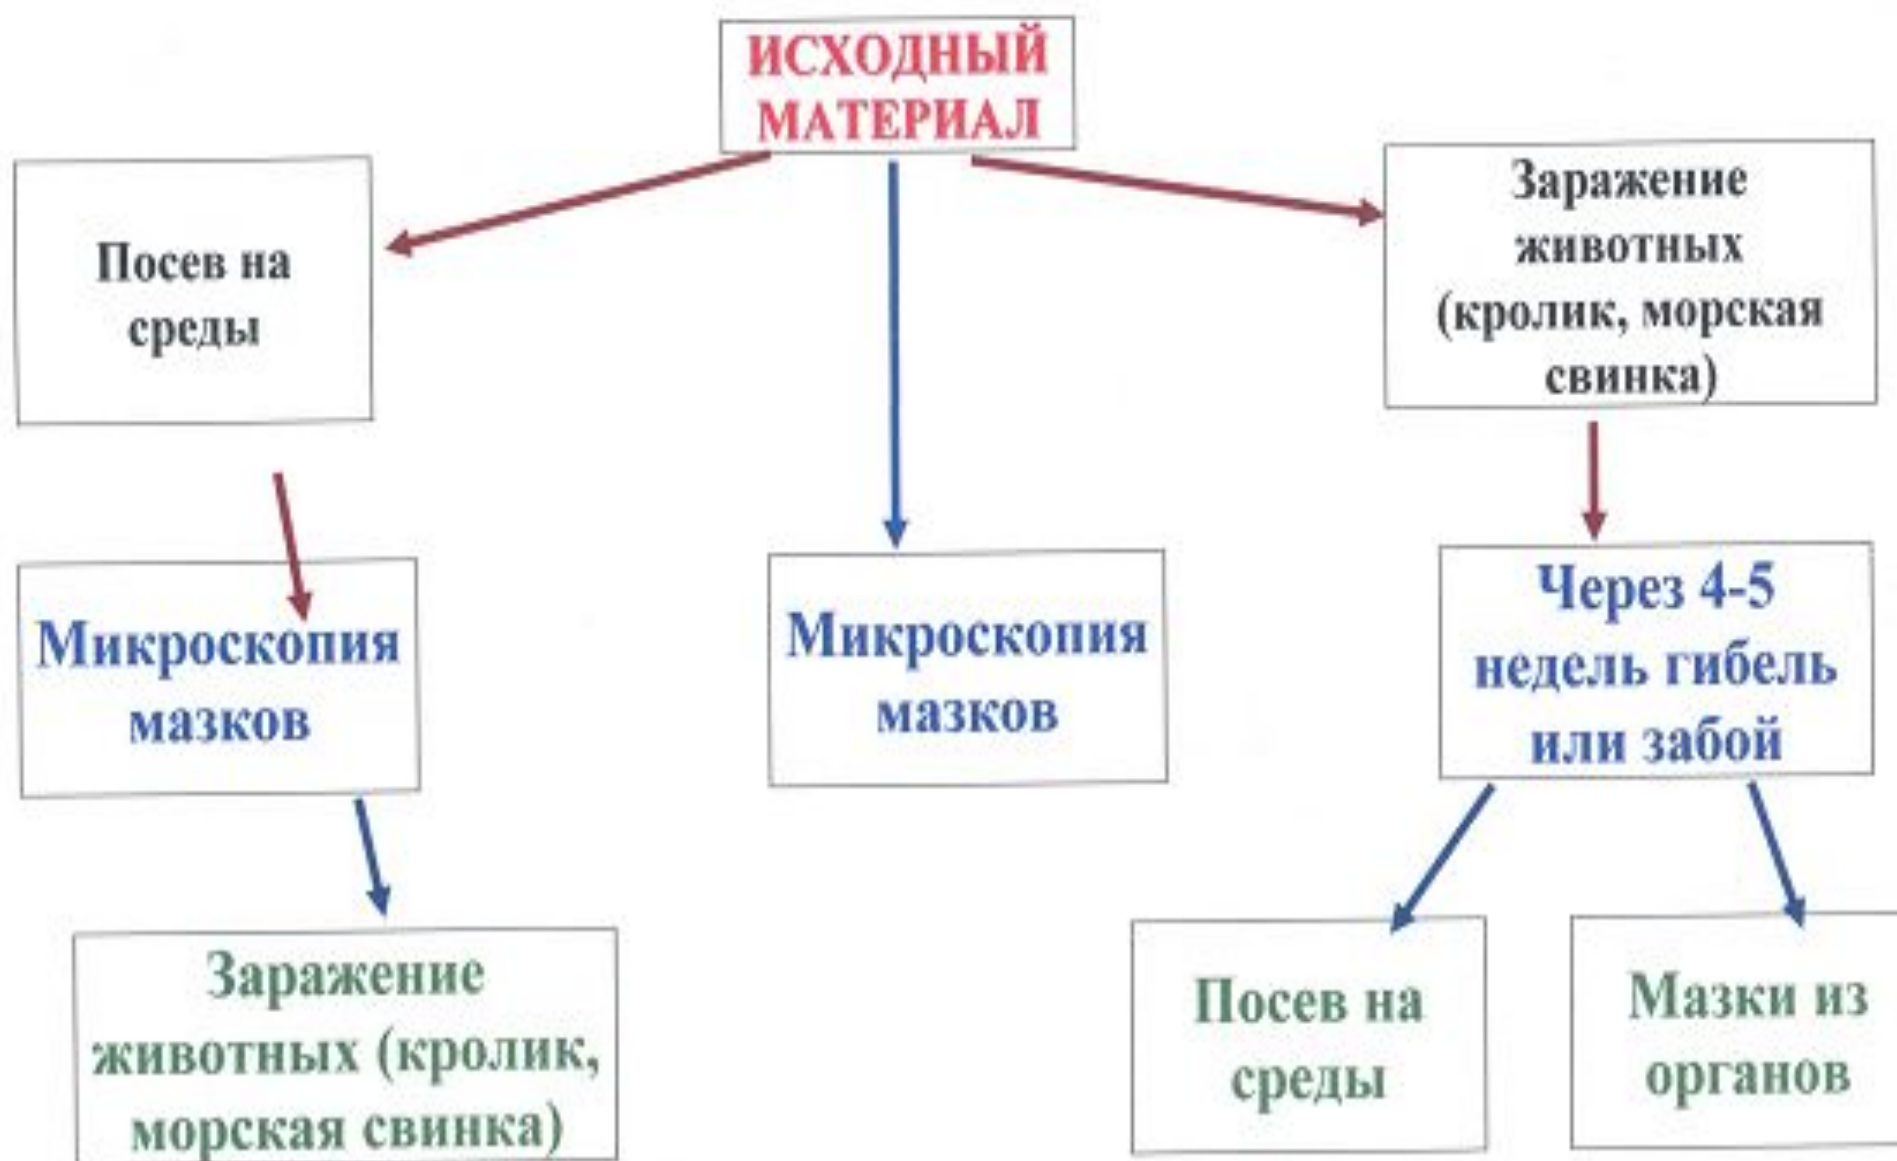 ИСХОДНЫЙ
МАТЕРИАЛ
Посев на
среды
Заражение
животных
(кролик, морская
свинка)
Микроскопия
мазков
Микроскопия
мазков
Через 4-5
недель гибель
или забой
Заражение
животных (кролик,
морская свинка)
Посев на
среды
Мазки из
органов